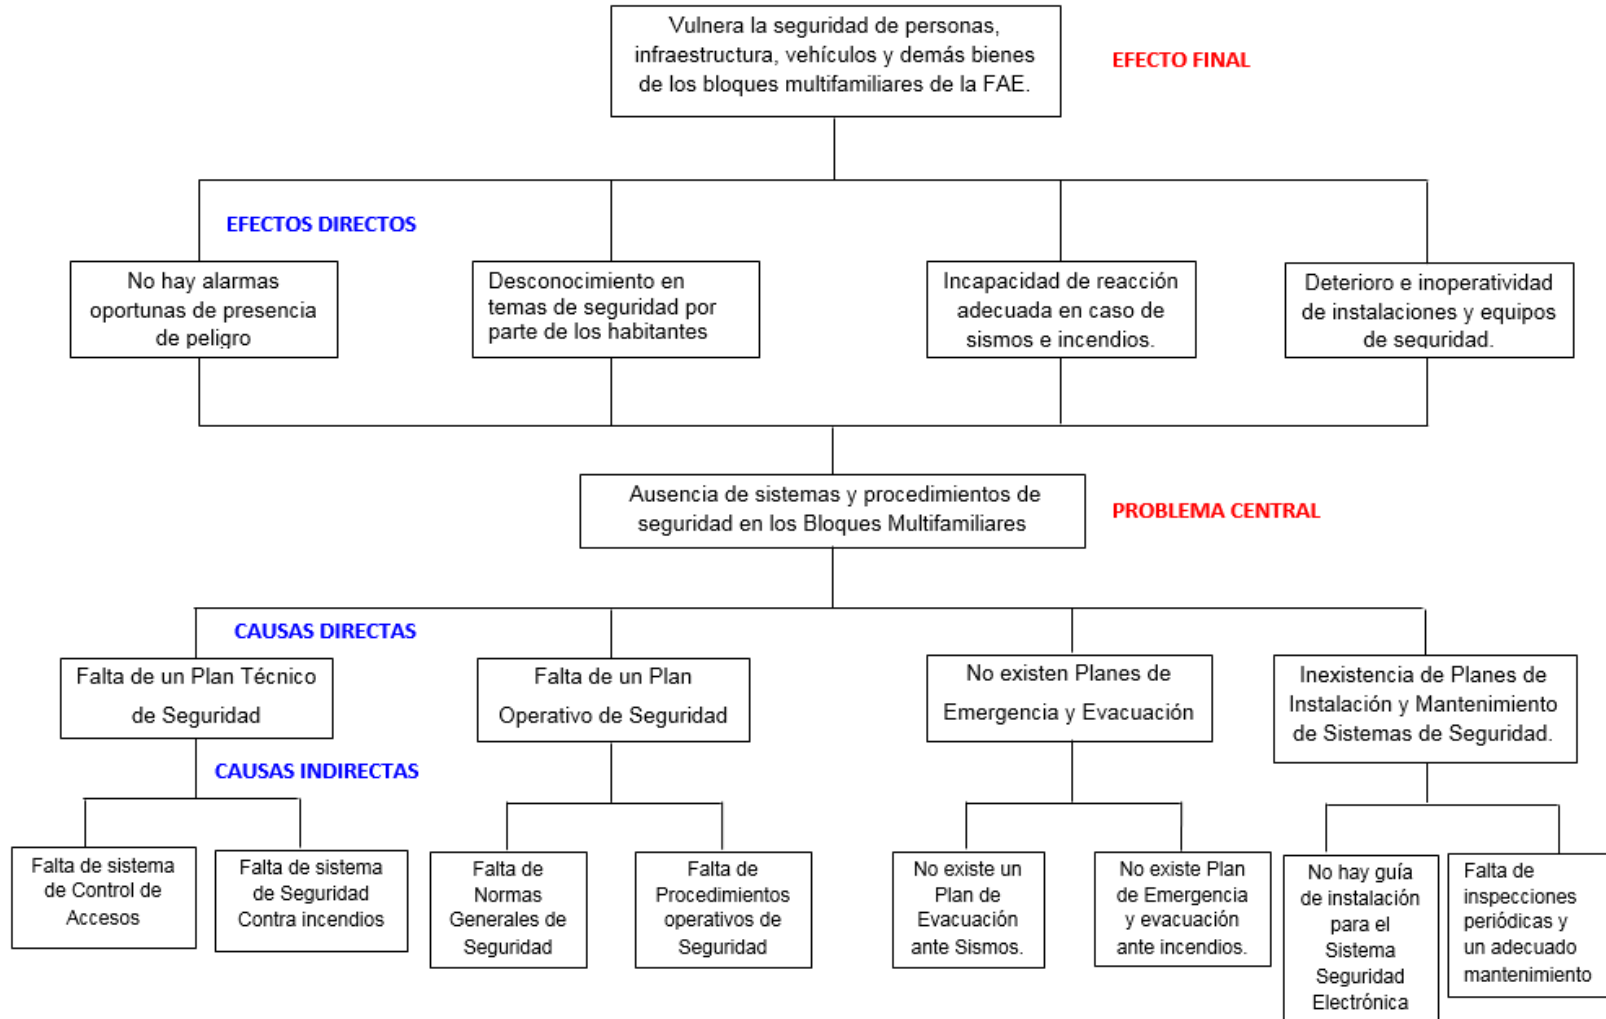 Vulnera la seguridad de personas,
infraestructura, vehículos y demás bienes
de los bloques multifamiliares de la FAE.
EFECTO FINAL
EFECTOS DIRECTOS
No hay alarmas
oportunas de presencia
de peligro
Desconocimiento en
temas de seguridad por
parte de los habitantes
Incapacidad de reacción
adecuada en caso de
sismos e incendios.
Deterioro e inoperatividad
de instalaciones y equipos
de seguridad.
Ausencia de sistemas y procedimientos de
seguridad en los Bloques Multifamiliares
PROBLEMA CENTRAL
CAUSAS DIRECTAS
Falta de un Plan Técnico
de Seguridad
Falta de un Plan
Operativo de Seguridad
No existen Planes de
Emergencia y Evacuación
Inexistencia de Planes de
Instalación y Mantenimiento
de Sistemas de Seguridad.
CAUSAS INDIRECTAS
Falta de sistema
de Control de
Accesos
Falta de sistema
de Seguridad
Contra incendios
Falta de
Normas
Generales de
Seguridad
Falta de
Procedimientos
operativos de
Seguridad
No existe un
Plan de
Evacuación
ante Sismos.
No existe Plan
de Emergencia
y evacuación
ante incendios.
No hay guía
de instalación
para el
Sistema
Seguridad
Electrónica
Falta de
inspecciones
periódicas y
un adecuado
mantenimiento